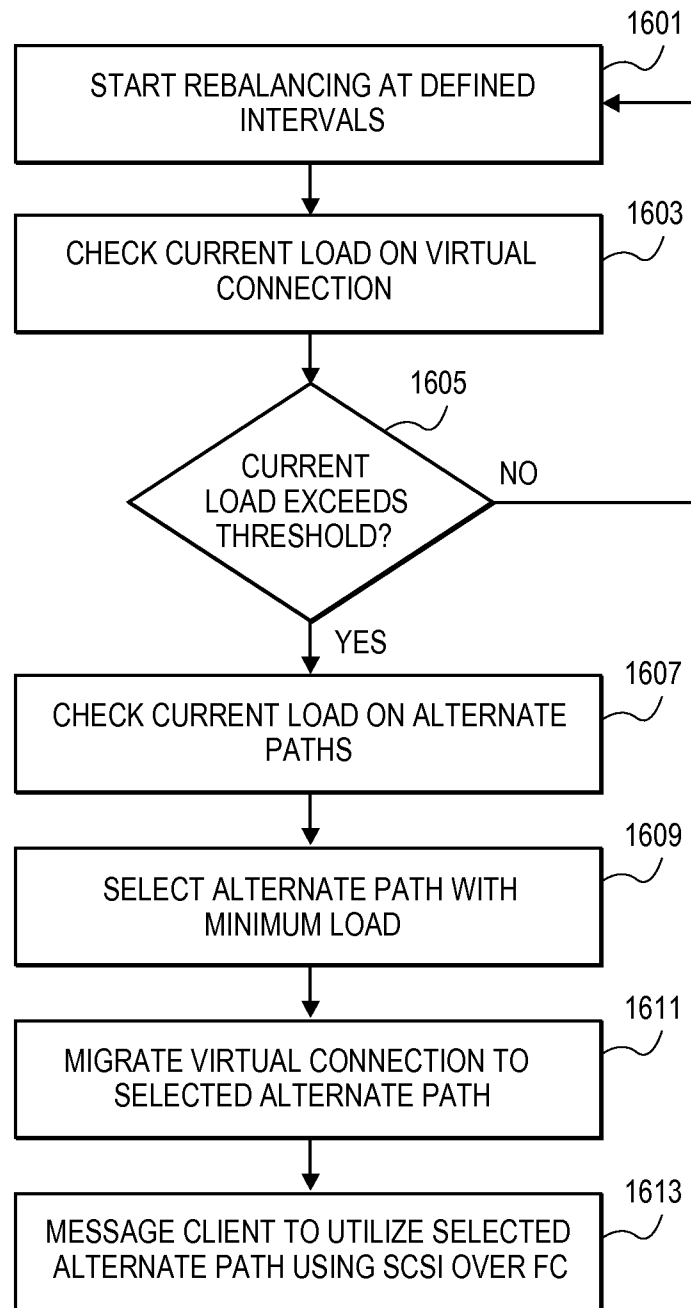 1601
START REBALANCING AT DEFINED
INTERVALS
1603
CHECK CURRENT LOAD ON VIRTUAL
CONNECTION
1605
CURRENT
LOAD EXCEEDS
THRESHOLD?
NO
YES
1607
CHECK CURRENT LOAD ON ALTERNATE
PATHS
1609
SELECT ALTERNATE PATH WITH
MINIMUM LOAD
1611
MIGRATE VIRTUAL CONNECTION TO
SELECTED ALTERNATE PATH
1613
MESSAGE CLIENT TO UTILIZE SELECTED
ALTERNATE PATH USING SCSI OVER FC